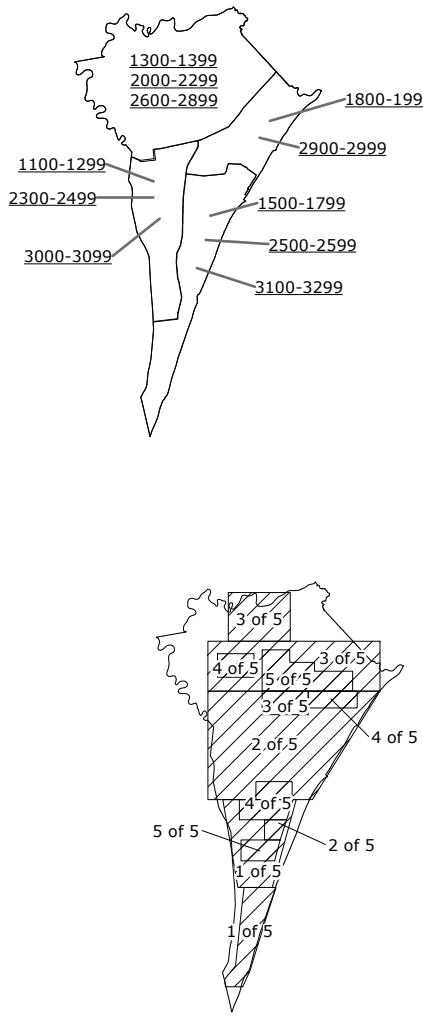 1300-1399
2000-2299
2600-2899
1800-199
2900-2999
1100-1299
2300-2499
1500-1799
2500-2599
3000-3099
3100-3299
3 of 5
3 of 5
4 of 5
5 of 5
3 of 5
4 of 5
2 of 5
4 of 5
5 of 5
2 of 5
1 of 5
1 of 5